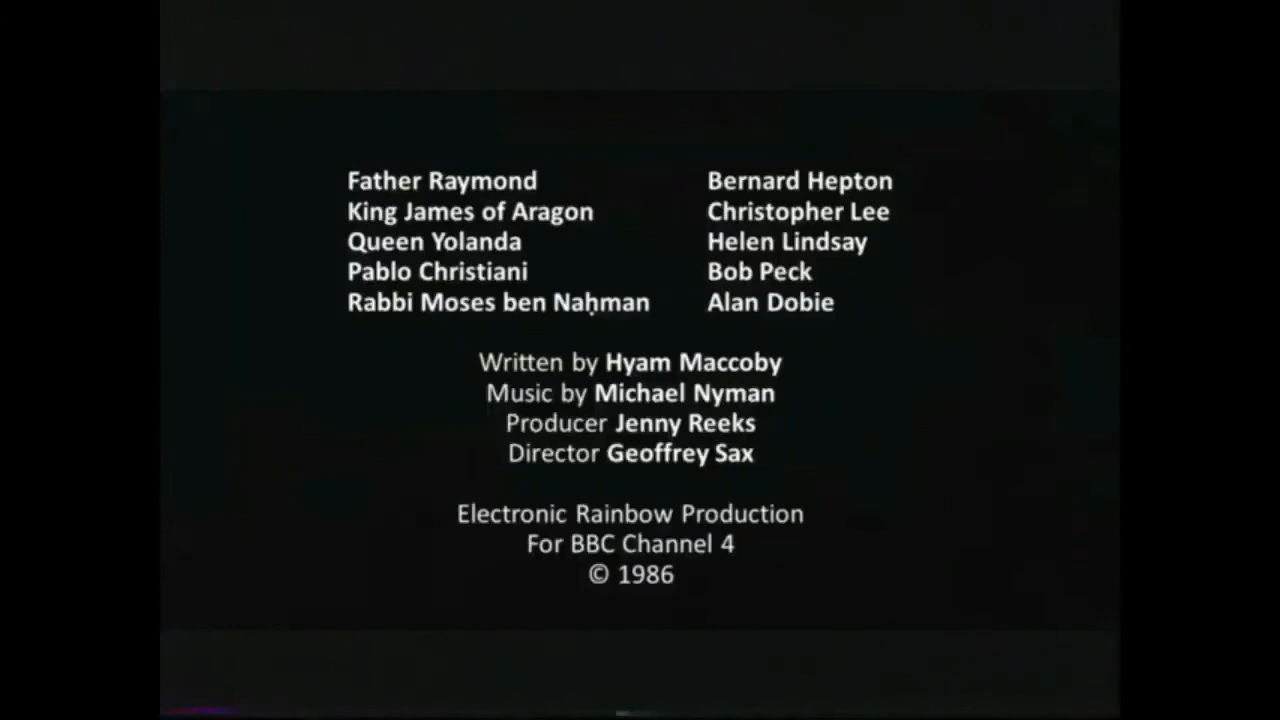 Father Raymond Bernard Hepton
King James of Aragon Christopher Lee
Queen Yolanda Helen Lindsay
Pablo Christiani Bob Peck
Rabbi Moses ben Naḥman Alan Dobie
Written by Hyam Maccoby
Music by Michael Nyman
Producer Jenny Reeks
Director Geoffrey Sax
Electronic Rainbow Production
For BBC Channel 4
© 1986